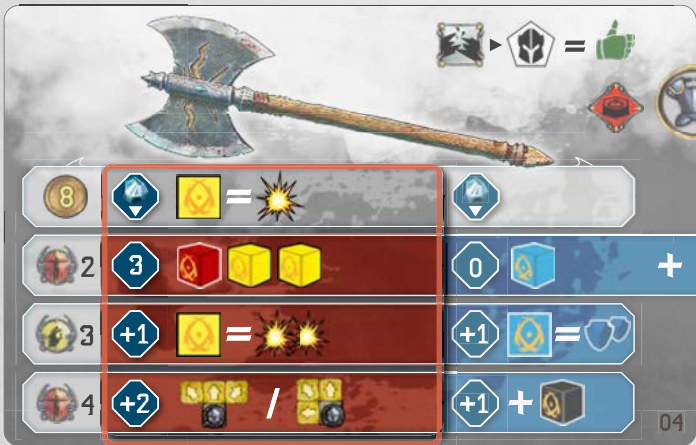 =
8 =
2 3 0 +
3 +1 = +1 =
4 +2 / +1 +
04